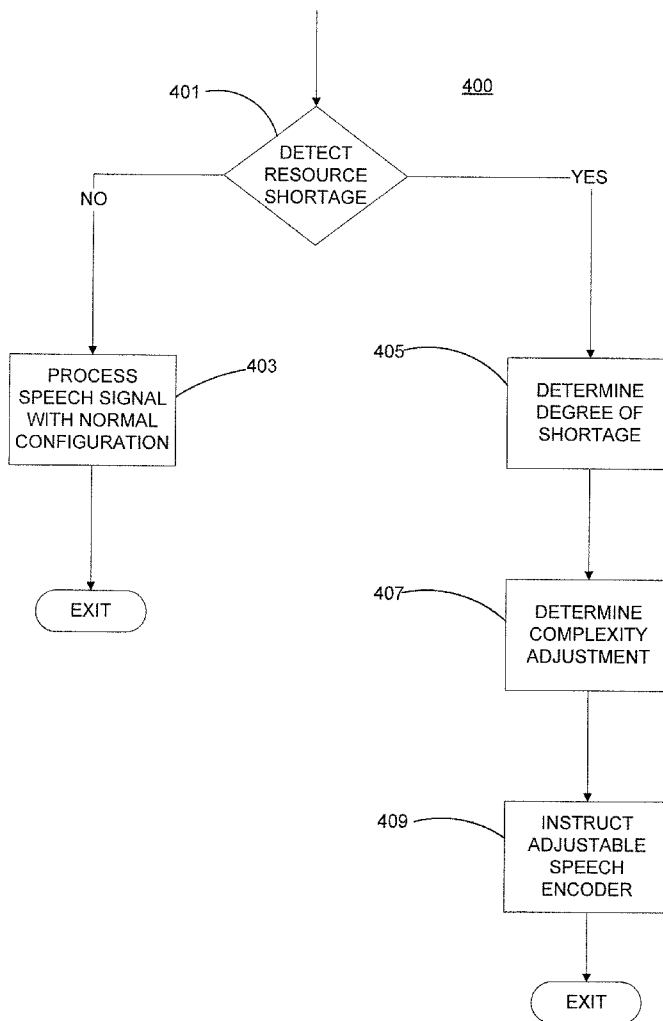 401
400
DETECT
RESOURCE
SHORTAGE
NO
YES
PROCESS
SPEECH SIGNAL
WITH NORMAL
CONFIGURATION
403
405
DETERMINE
DEGREE OF
SHORTAGE
EXIT
407
DETERMINE
COMPLEXITY
ADJUSTMENT
409
INSTRUCT
ADJUSTABLE
SPEECH
ENCODER
EXIT